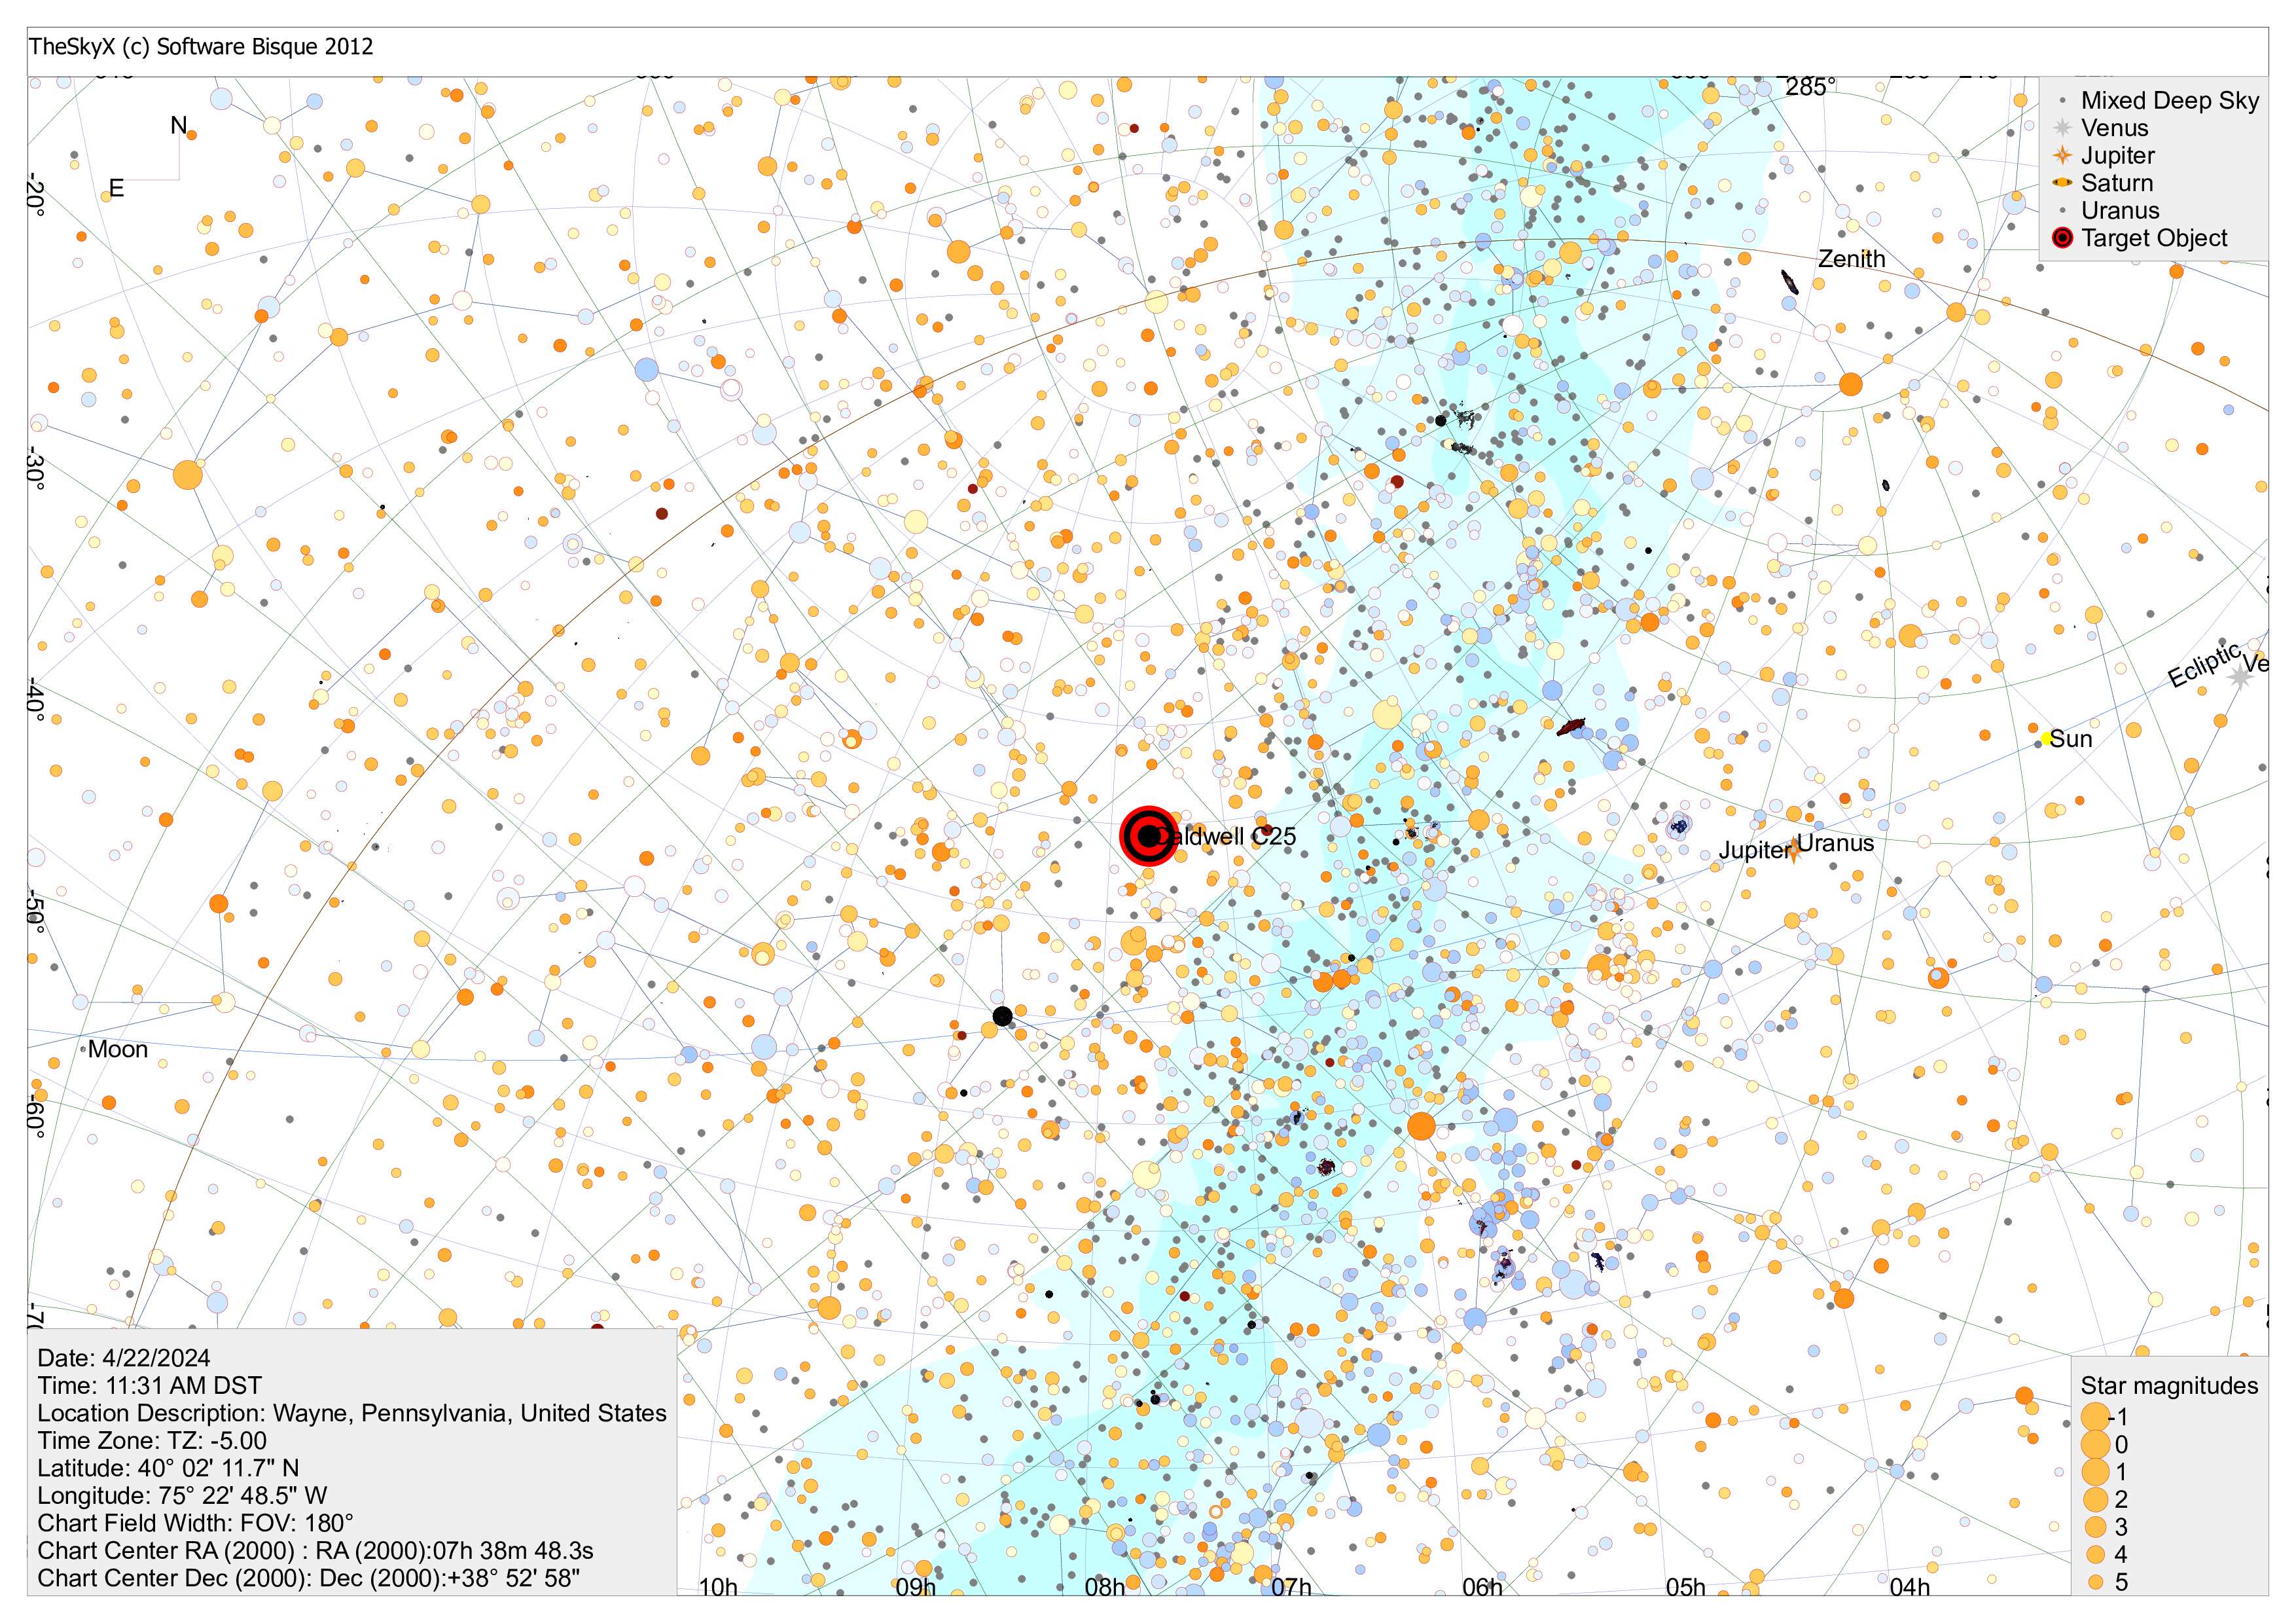 TheSkyX (c) Software Bisque 2012
285°
Mixed Deep Sky
Venus
Jupiter
Saturn
Uranus
Target Object
N
E
Zenith
-20°
-30°
-40°
-50°
-60°
Ecliptic
Ve
Sun
Caldwell C25
Jupiter
Uranus
Moon
Date: 4/22/2024
Time: 11:31 AM DST
Location Description: Wayne, Pennsylvania, United States
Time Zone: TZ: -5.00
Latitude: 40° 02' 11.7" N
Longitude: 75° 22' 48.5" W
Chart Field Width: FOV: 180°
Chart Center RA (2000) : RA (2000):07h 38m 48.3s
Chart Center Dec (2000): Dec (2000):+38° 52' 58"
Star magnitudes
-1
0
1
2
3
4
5
10h 09h 08h 07h 06h 05h 04h